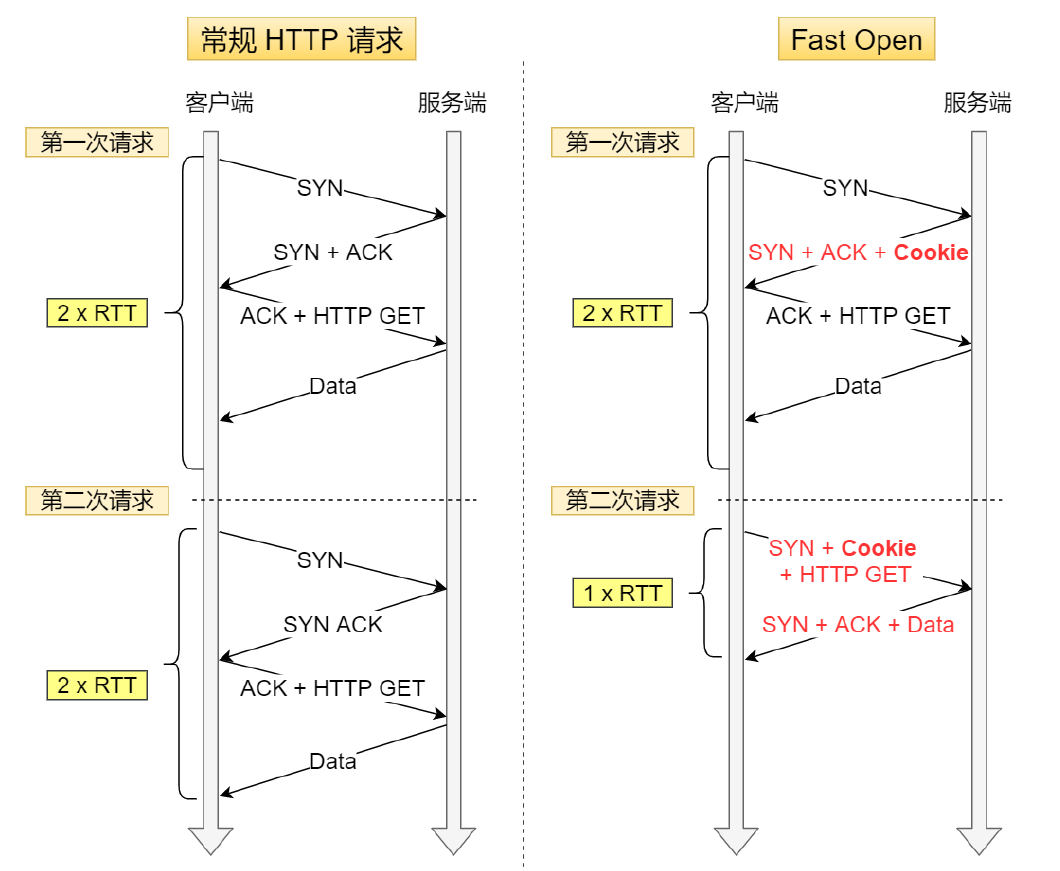 常规 HTTP 请求
客户端
服务端
第一次请求
SYN
SYN + ACK
2 x RTT
ACK + HTTP GET
Data
第二次请求
SYN
SYN ACK
2 x RTT
ACK + HTTP GET
Data
Fast Open
客户端
服务端
第一次请求
SYN
SYN + ACK + Cookie
2 x RTT
ACK + HTTP GET
Data
第二次请求
SYN + Cookie
+ HTTP GET
1 x RTT
SYN + ACK + Data